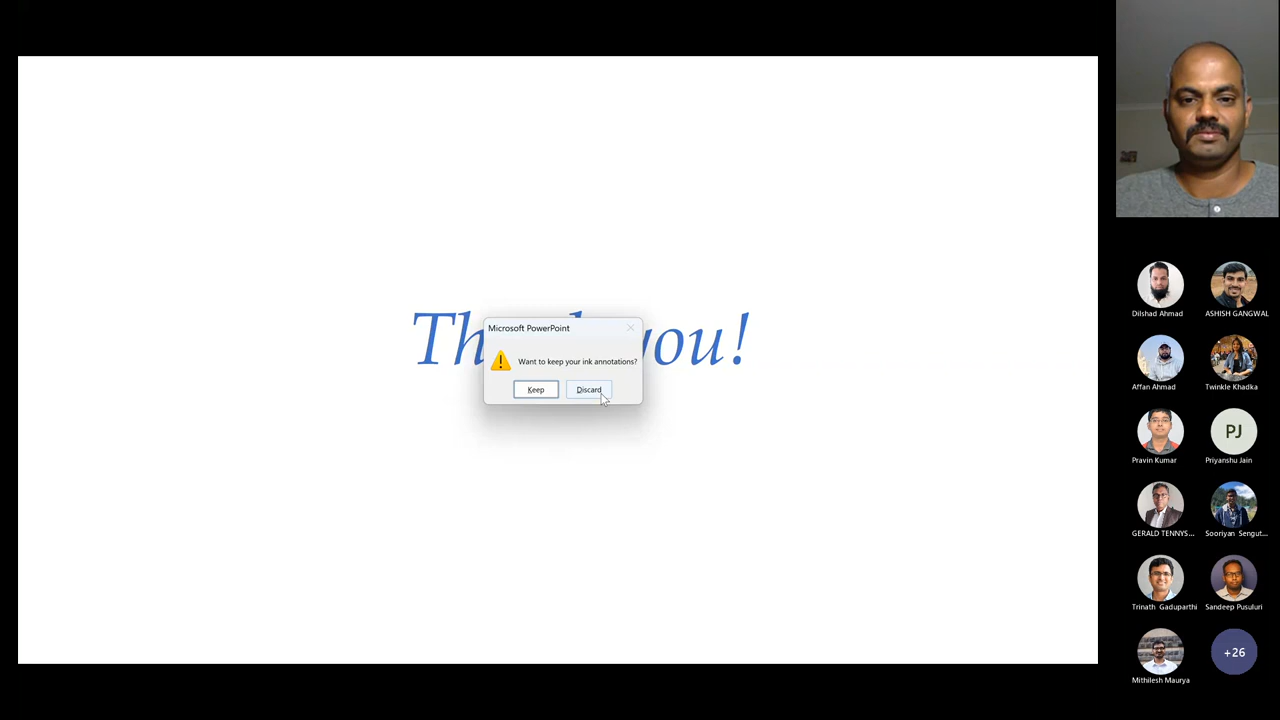 Th you!
Microsoft PowerPoint
Want to keep your ink annotations?
Keep Discard
Dilshad Ahmad ASHISH GANGWAL
Affan Ahmad Twinkle Khadka
PJ
Pravin Kumar Priyanshu Jain
GERALD TENNYS... Sooriyan Sengut...
Trinath Gaduparthi Sandeep Pusuluri
+26
Mithilesh Maurya